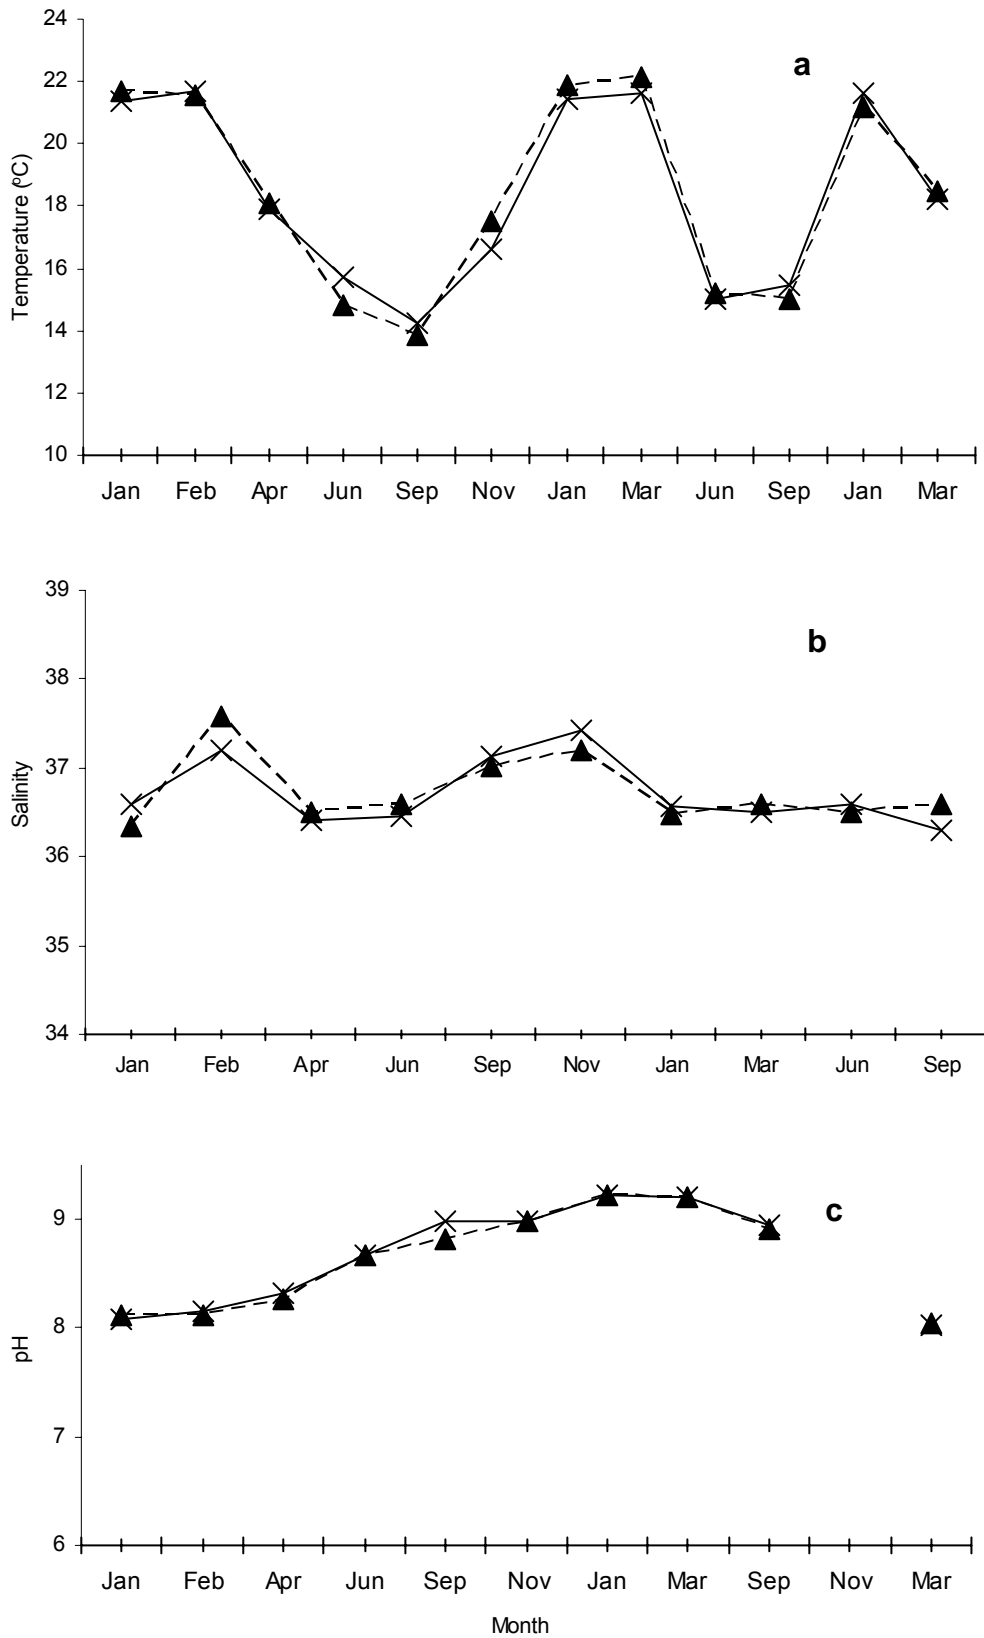 24
22
20
18
16
14
12
10
Temperature (ºC)
a
Jan Feb Apr Jun Sep Nov Jan Mar Jun Sep Jan Mar
39
38
37
36
35
34
Salinity
b
Jan Feb Apr Jun Sep Nov Jan Mar Jun Sep
9
8
7
6
pH
c
Jan Feb Apr Jun Sep Nov Jan Mar Sep Nov Mar
Month